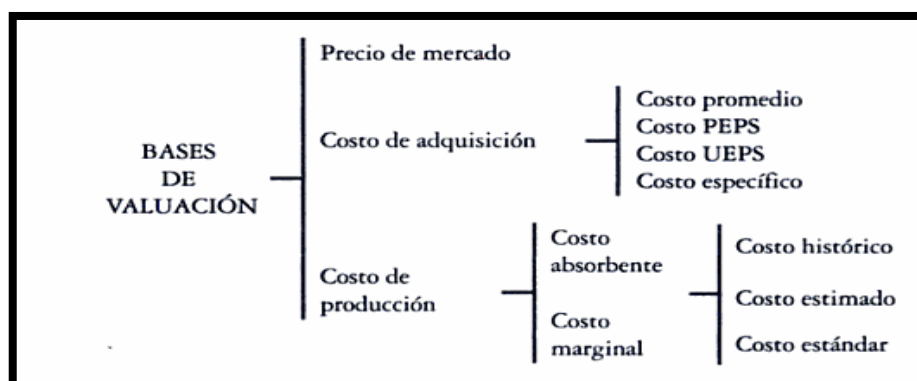 BASES
DE
VALUACIÓN
Precio de mercado
Costo de adquisición
Costo promedio
Costo PEPS
Costo UEPS
Costo específico
Costo de
producción
Costo
absorbente
Costo
marginal
Costo histórico
Costo estimado
Costo estándar